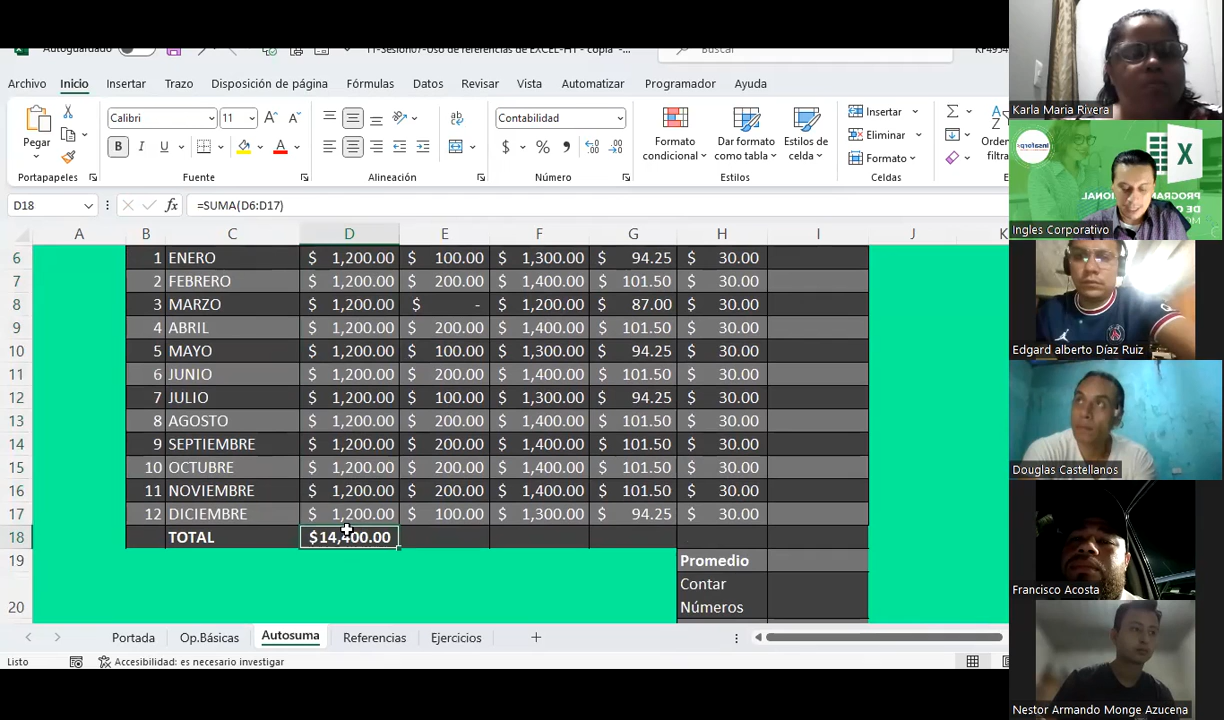 Autoguardado
11-Sesion07-Uso de referencias de EXCEL-HT - copia -...
Buscar
Archivo Inicio Insertar Trazo Disposición de página Fórmulas Datos Revisar Vista Automatizar Programador Ayuda
Pegar
Calibri 11
Contabilidad
Formato condicional
Dar formato como tabla
Estilos de celda
Insertar
Eliminar
Formato
Portapapeles Fuente Alineación Número Estilos Celdas
D18 fx =SUMA(D6:D17)
A B C D E F G H I J K
6 1 ENERO $ 1,200.00 $ 100.00 $ 1,300.00 $ 94.25 $ 30.00
7 2 FEBRERO $ 1,200.00 $ 200.00 $ 1,400.00 $ 101.50 $ 30.00
8 3 MARZO $ 1,200.00 $ - $ 1,200.00 $ 87.00 $ 30.00
9 4 ABRIL $ 1,200.00 $ 200.00 $ 1,400.00 $ 101.50 $ 30.00
10 5 MAYO $ 1,200.00 $ 100.00 $ 1,300.00 $ 94.25 $ 30.00
11 6 JUNIO $ 1,200.00 $ 200.00 $ 1,400.00 $ 101.50 $ 30.00
12 7 JULIO $ 1,200.00 $ 100.00 $ 1,300.00 $ 94.25 $ 30.00
13 8 AGOSTO $ 1,200.00 $ 200.00 $ 1,400.00 $ 101.50 $ 30.00
14 9 SEPTIEMBRE $ 1,200.00 $ 200.00 $ 1,400.00 $ 101.50 $ 30.00
15 10 OCTUBRE $ 1,200.00 $ 200.00 $ 1,400.00 $ 101.50 $ 30.00
16 11 NOVIEMBRE $ 1,200.00 $ 200.00 $ 1,400.00 $ 101.50 $ 30.00
17 12 DICIEMBRE $ 1,200.00 $ 100.00 $ 1,300.00 $ 94.25 $ 30.00
18 TOTAL $14,400.00
19 Promedio
20 Contar Números
Portada Op.Básicas Autosuma Referencias Ejercicios
Listo Accesibilidad: es necesario investigar
Karla Maria Rivera
Ingles Corporativo
Edgard alberto Díaz Ruiz
Douglas Castellanos
Francisco Acosta
Nestor Armando Monge Azucena